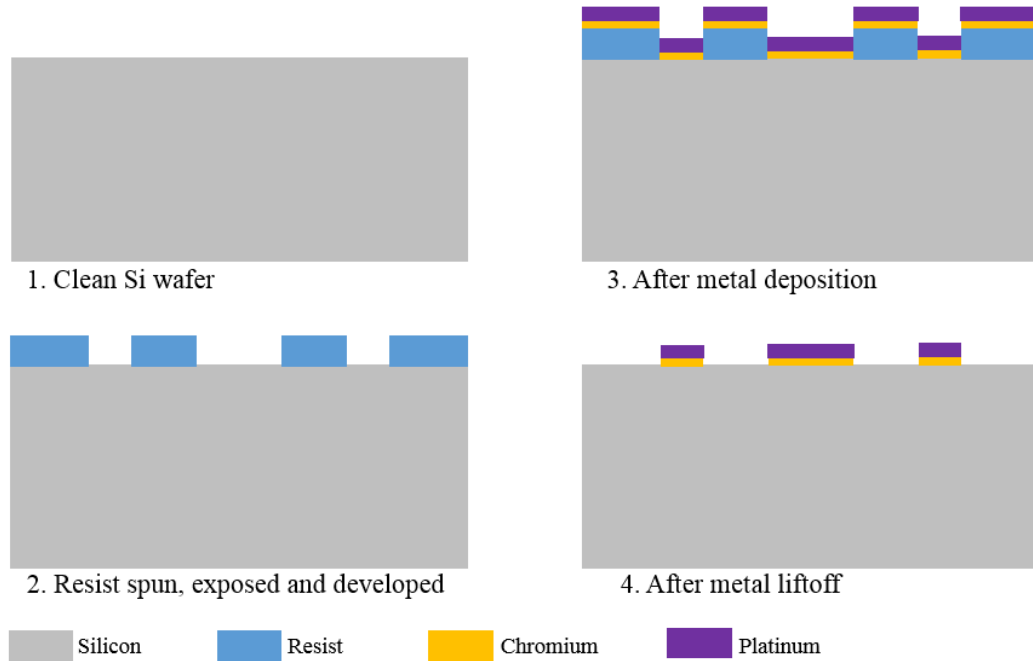 1. Clean Si wafer
3. After metal deposition
2. Resist spun, exposed and developed
4. After metal liftoff
Silicon
Resist
Chromium
Platinum